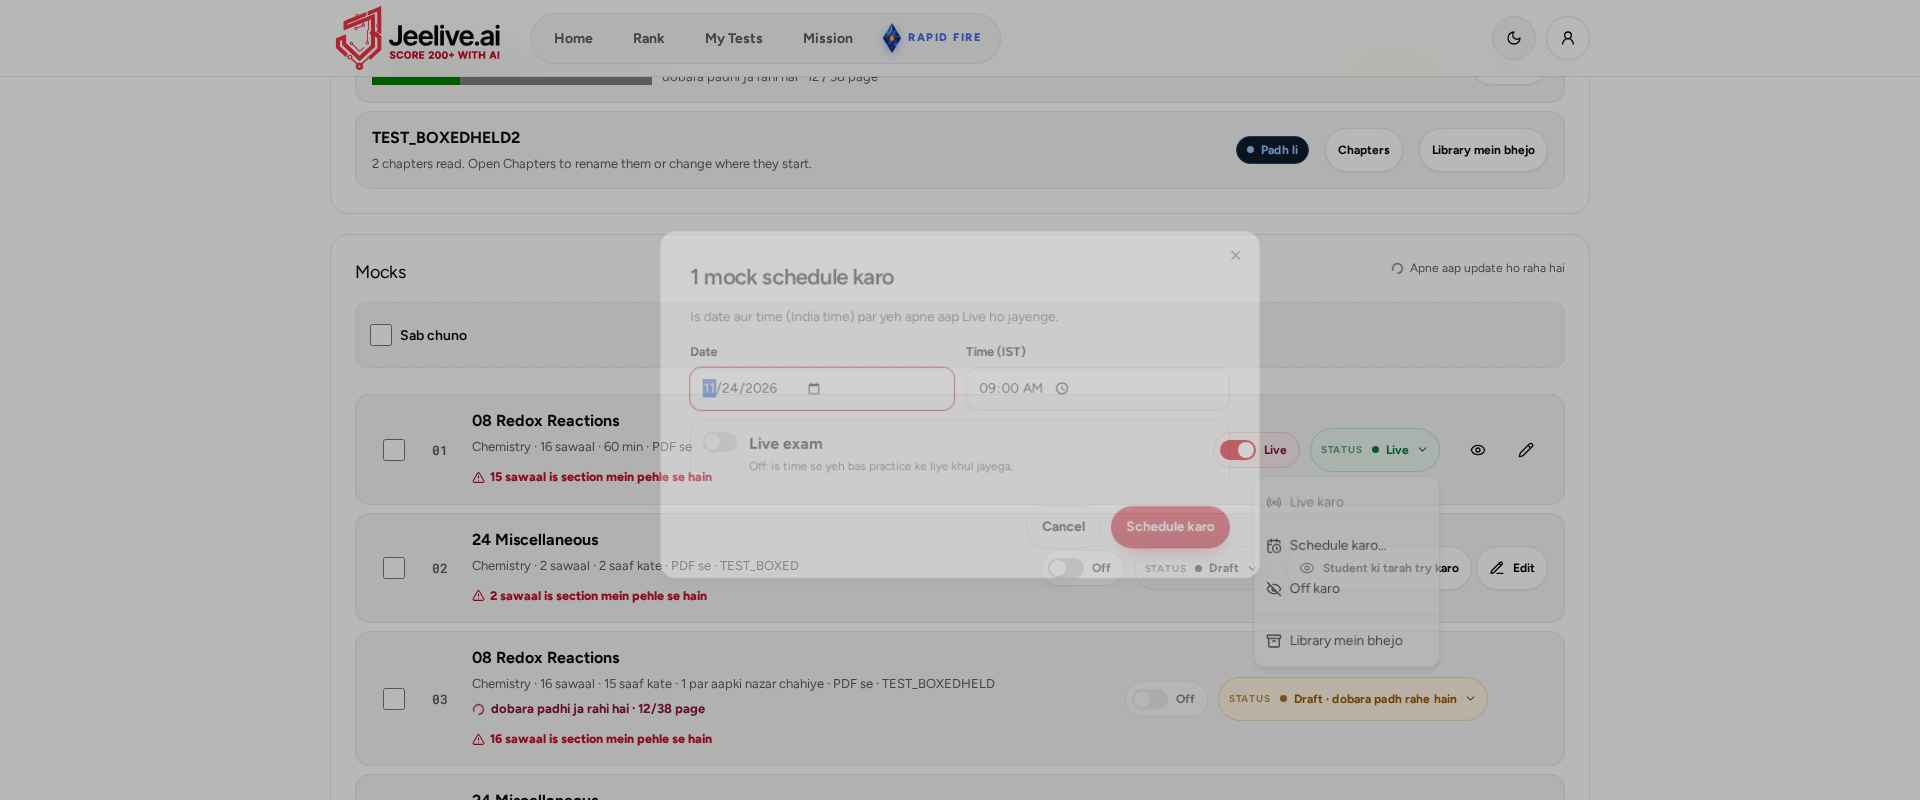 Jeelive.ai
SCORE 200+ WITH AI
Home
Rank
My Tests
Mission
RAPID FIRE
dobara padhi ja rahi hai · 12 / 38 page
TEST_BOXEDHELD2
2 chapters read. Open Chapters to rename them or change where they start.
Padh li
Chapters
Library mein bhejo
Mocks
Apne aap update ho raha hai
Sab chuno
1 mock schedule karo
Is date aur time (India time) par yeh apne aap Live ho jayenge.
Date
Time (IST)
11/24/2026
09:00 AM
Live exam
Off: is time se yeh bas practice ke liye khul jayega.
Cancel
Schedule karo
01
08 Redox Reactions
Chemistry · 16 sawaal · 60 min · PDF se
15 sawaal is section mein pehle se hain
Live
STATUS
Live
Live karo
Schedule karo...
Off karo
Library mein bhejo
02
24 Miscellaneous
Chemistry · 2 sawaal · 2 saaf kate · PDF se · TEST_BOXED
2 sawaal is section mein pehle se hain
Off
STATUS
Draft
Student ki tarah try karo
Edit
03
08 Redox Reactions
Chemistry · 16 sawaal · 15 saaf kate · 1 par aapki nazar chahiye · PDF se · TEST_BOXEDHELD
dobara padhi ja rahi hai · 12/38 page
16 sawaal is section mein pehle se hain
Off
STATUS
Draft · dobara padh rahe hain
24 Miscellaneous